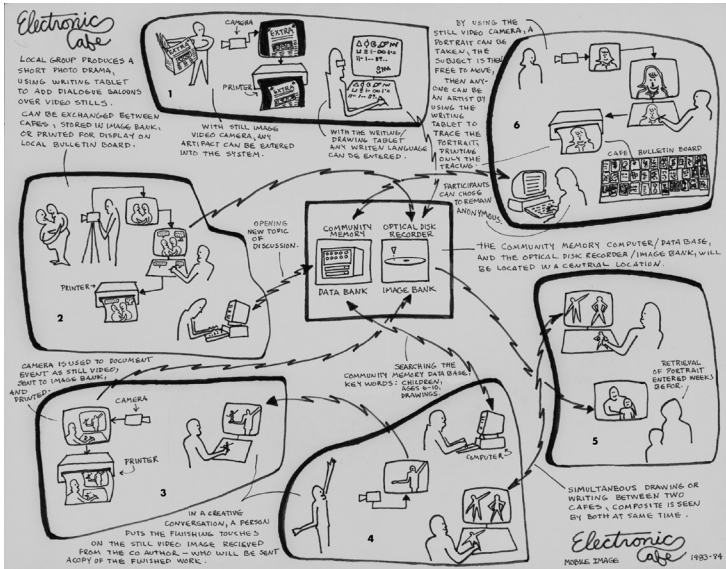 Electronic
Cafe
LOCAL GROUP PRODUCES A
SHORT PHOTO DRAMA,
USING WRITING TABLET
TO ADD DIALOGUE BALOONS
OVER VIDEO STILLS.
CAN BE EXCHANGED BETWEEN
CAFES, STORED IN IMAGE BANK,
OR PRINTED FOR DISPLAY ON
LOCAL BULLETIN BOARD.
CAMERA
EXTRA
EXTRA
EXTRA
PRINTER
1
WITH STILL IMAGE
VIDEO CAMERA, ANY
ARTIFACT CAN BE ENTERED
INTO THE SYSTEM.
WITH THE WRITING/
DRAWING TABLET
ANY WRITEN LANGUAGE
CAN BE ENTERED.
BY USING THE
STILL VIDEO CAMERA, A
PORTRAIT CAN BE
TAKEN, THE
SUBJECT IS THEN
FREE TO MOVE,
THEN ANY-
ONE CAN BE
AN ARTIST BY
USING THE
WRITING
TABLET TO
TRACE THE
PORTRAIT,
PRINTING
ONLY THE
TRACING.
6
CAFE BULLETIN BOARD
PARTICIPANTS
CAN CHOSE
TO REMAIN
ANONYMOUS.
PRINTER
2
OPENING
NEW TOPIC
OF
DISCUSSION.
COMMUNITY
MEMORY
OPTICAL DISK
RECORDER
DATA BANK
IMAGE BANK
THE COMMUNITY MEMORY COMPUTER/DATA BASE,
AND THE OPTICAL DISK RECORDER/IMAGE BANK, WILL
BE LOCATED IN A CENTRIAL LOCATION.
CAMERA IS USED TO DOCUMENT
EVENT AS STILL VIDEO,
SENT TO IMAGE BANK,
AND
PRINTED.
CAMERA
PRINTER
3
SEARCHING THE
COMMUNITY MEMORY DATA BASE,
KEY WORDS: CHILDREN,
AGES 6-10,
DRAWINGS.
COMPUTER
4
RETRIEVAL
OF PORTRAIT
ENTERED WEEKS
BEFOR.
5
IN A CREATIVE
CONVERSATION, A PERSON
PUTS THE FINISHING TOUCHES
ON THE STILL VIDEO IMAGE RECIEVED
FROM THE CO AUTHOR – WHO WILL BE SENT
A COPY OF THE FINISHED WORK.
SIMULTANEOUS DRAWING OR
WRITING BETWEEN TWO
CAFES, COMPOSITE IS SEEN
BY BOTH AT SAME TIME.
Electronic
Cafe
MOBILE IMAGE
1983-84